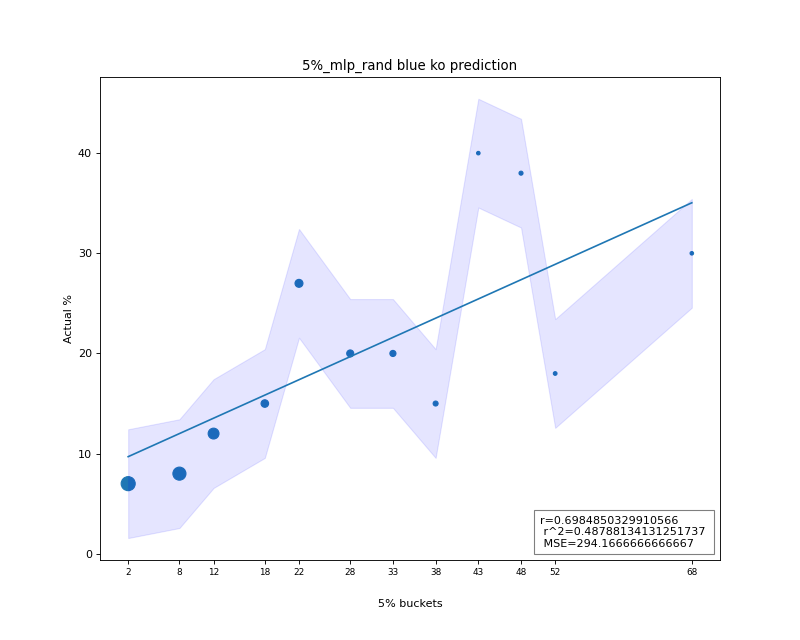 5%_mlp_rand blue ko prediction
Actual %
40
30
20
10
0
r=0.6984850329910566
r^2=0.48788134131251737
MSE=294.1666666666667
2 8 12 18 22 28 33 38 43 48 52 68
5% buckets